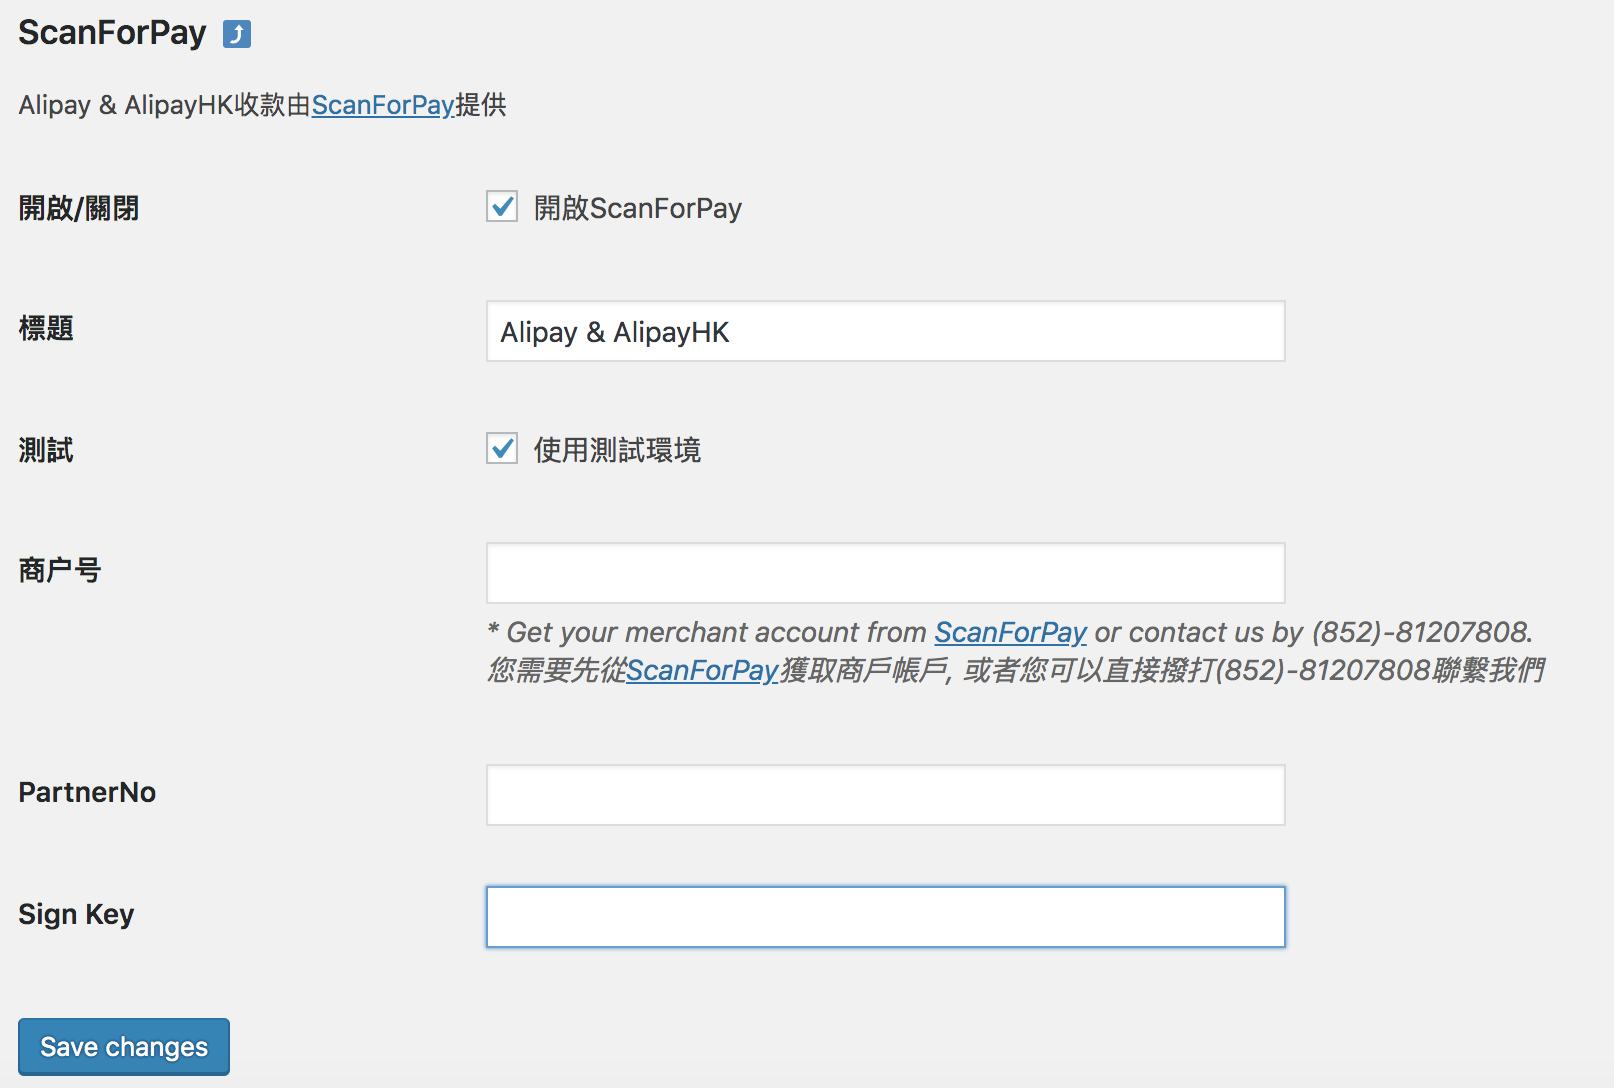 ScanForPay
Alipay & AlipayHK收款由ScanForPay提供
開啟/關閉
開啟ScanForPay
標題
Alipay & AlipayHK
測試
使用測試環境
商户号
* Get your merchant account from ScanForPay or contact us by (852)-81207808.
您需要先從ScanForPay獲取商戶帳戶, 或者您可以直接撥打(852)-81207808聯繫我們
PartnerNo
Sign Key
Save changes